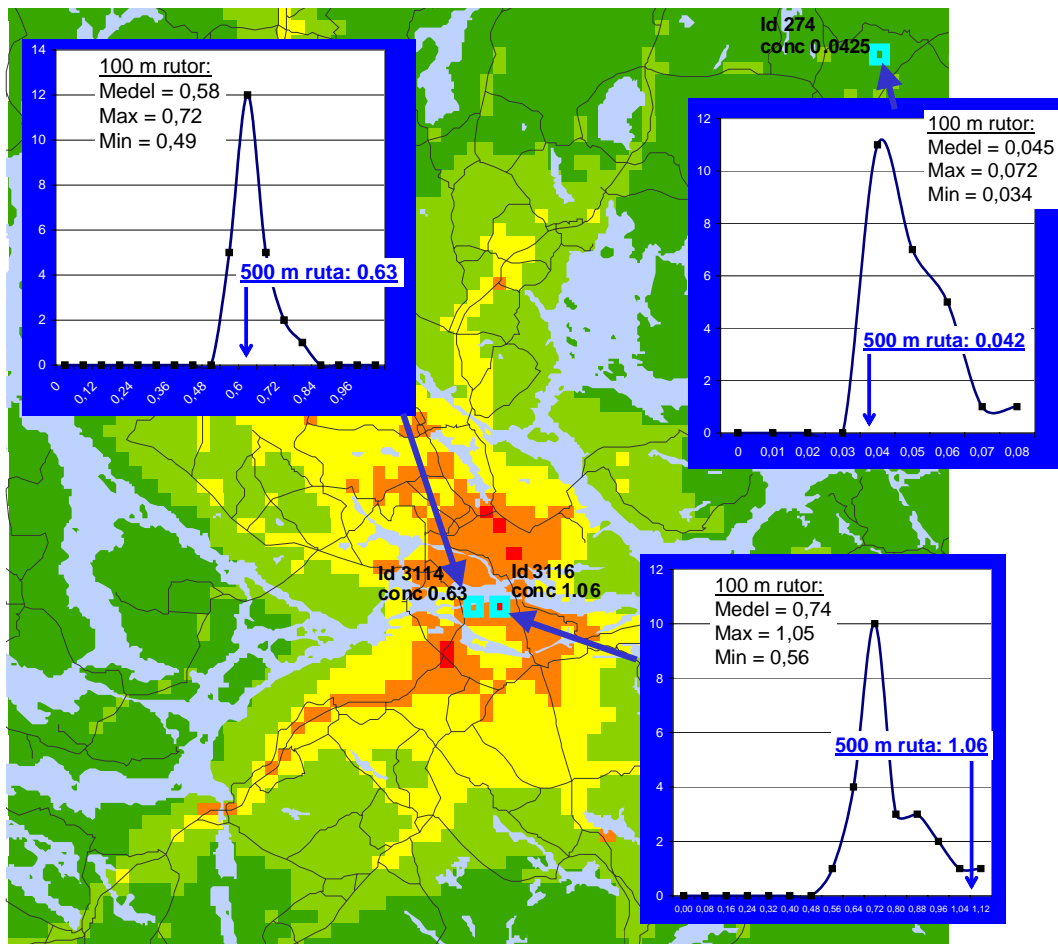 Id 274
conc 0.0425
14
12
10
8
6
4
2
0
100 m rutor:
Medel = 0,58
Max = 0,72
Min = 0,49
500 m ruta: 0,63
0 0,12 0,24 0,36 0,48 0,6 0,72 0,84 0,96
12
10
8
6
4
2
0
100 m rutor:
Medel = 0,045
Max = 0,072
Min = 0,034
500 m ruta: 0,042
0 0,01 0,02 0,03 0,04 0,05 0,06 0,07 0,08
Id 3114
conc 0.63
Id 3116
conc 1.06
12
10
8
6
4
2
0
100 m rutor:
Medel = 0,74
Max = 1,05
Min = 0,56
500 m ruta: 1,06
0,00 0,08 0,16 0,24 0,32 0,40 0,48 0,56 0,64 0,72 0,80 0,88 0,96 1,04 1,12